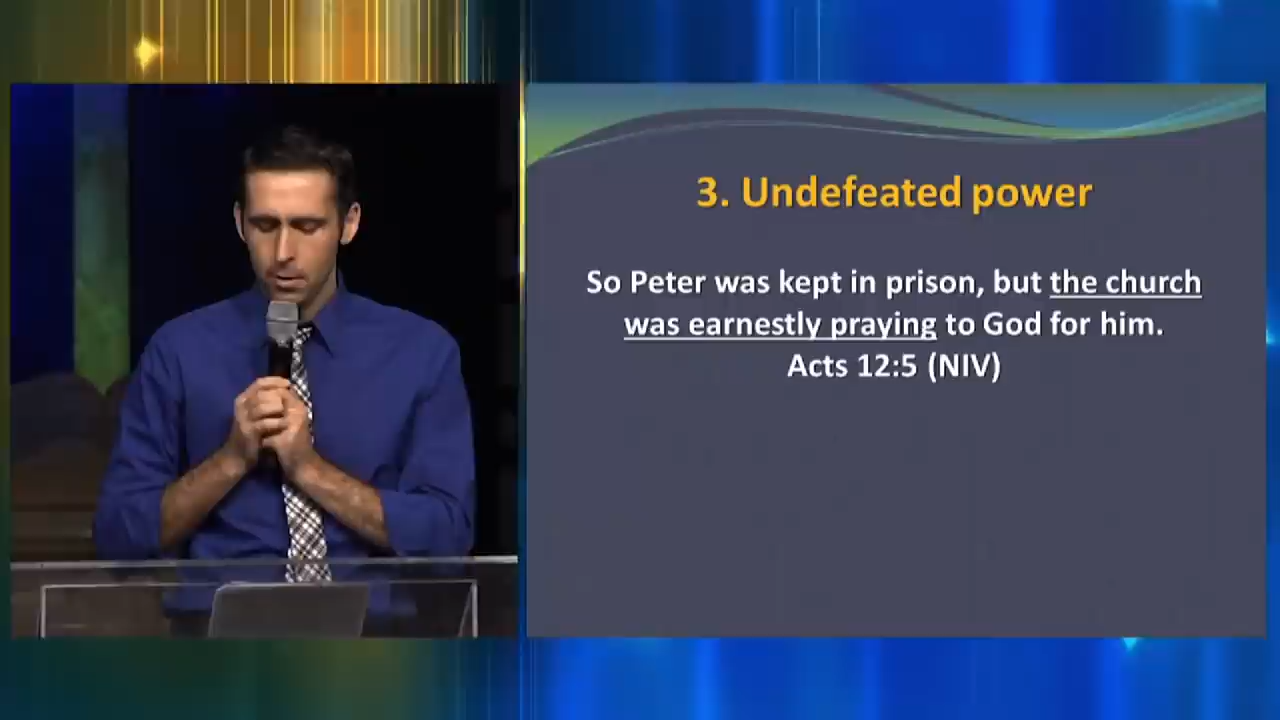 3. Undefeated power
So Peter was kept in prison, but the church
was earnestly praying to God for him.
Acts 12:5 (NIV)